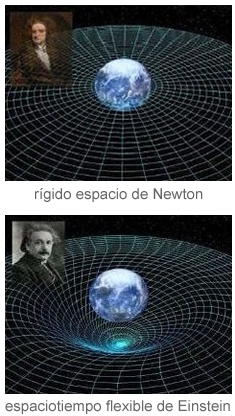 rígido espacio de Newton
espaciotiempo flexible de Einstein